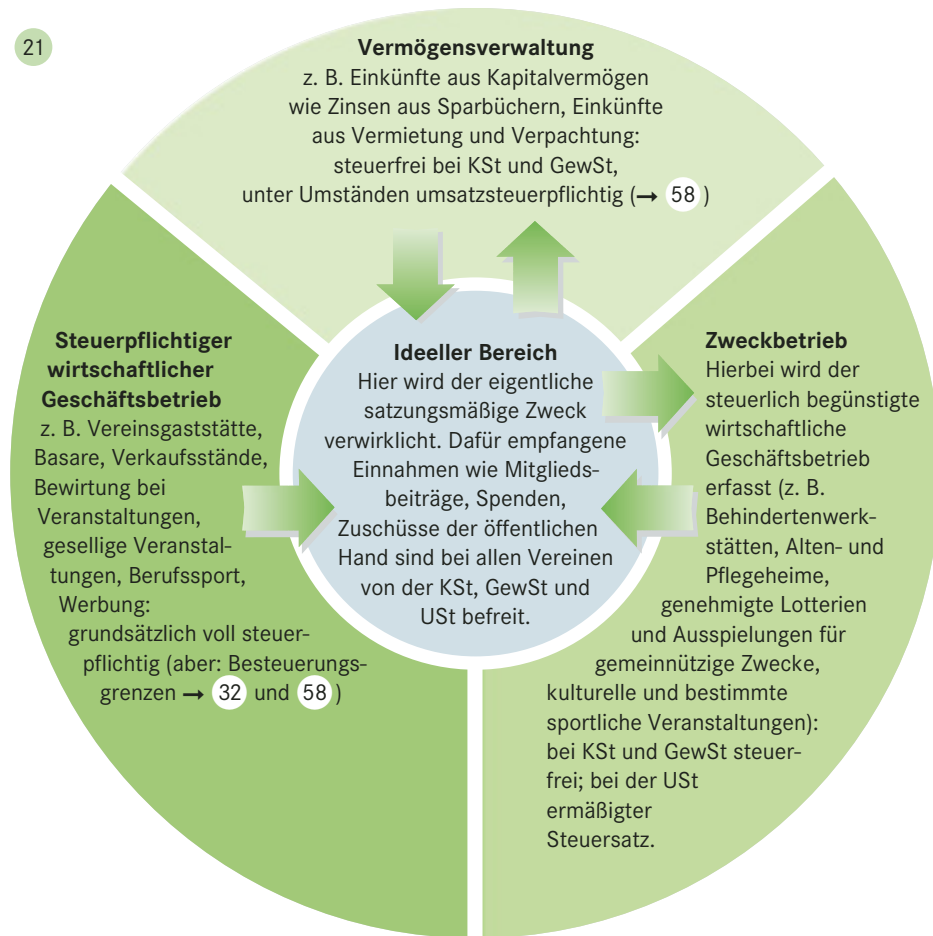 21
Vermögensverwaltung
z. B. Einkünfte aus Kapitalvermögen
wie Zinsen aus Sparbüchern, Einkünfte
aus Vermietung und Verpachtung:
steuerfrei bei KSt und GewSt,
unter Umständen umsatzsteuerpflichtig (→ 58 )
Steuerpflichtiger
wirtschaftlicher
Geschäftsbetrieb
z. B. Vereinsgaststätte,
Basare, Verkaufsstände,
Bewirtung bei
Veranstaltungen,
gesellige Veranstal-
tungen, Berufssport,
Werbung:
grundsätzlich voll steuer-
pflichtig (aber: Besteuerungs-
grenzen → 32 und 58 )
Ideeller Bereich
Hier wird der eigentliche
satzungsmäßige Zweck
verwirklicht. Dafür empfangene
Einnahmen wie Mitglieds-
beiträge, Spenden,
Zuschüsse der öffentlichen
Hand sind bei allen Vereinen
von der KSt, GewSt und
USt befreit.
Zweckbetrieb
Hierbei wird der
steuerlich begünstigte
wirtschaftliche
Geschäftsbetrieb
erfasst (z. B.
Behindertenwerk-
stätten, Alten- und
Pflegeheime,
genehmigte Lotterien
und Ausspielungen für
gemeinnützige Zwecke,
kulturelle und bestimmte
sportliche Veranstaltungen):
bei KSt und GewSt steuer-
frei; bei der USt
ermäßigter
Steuersatz.